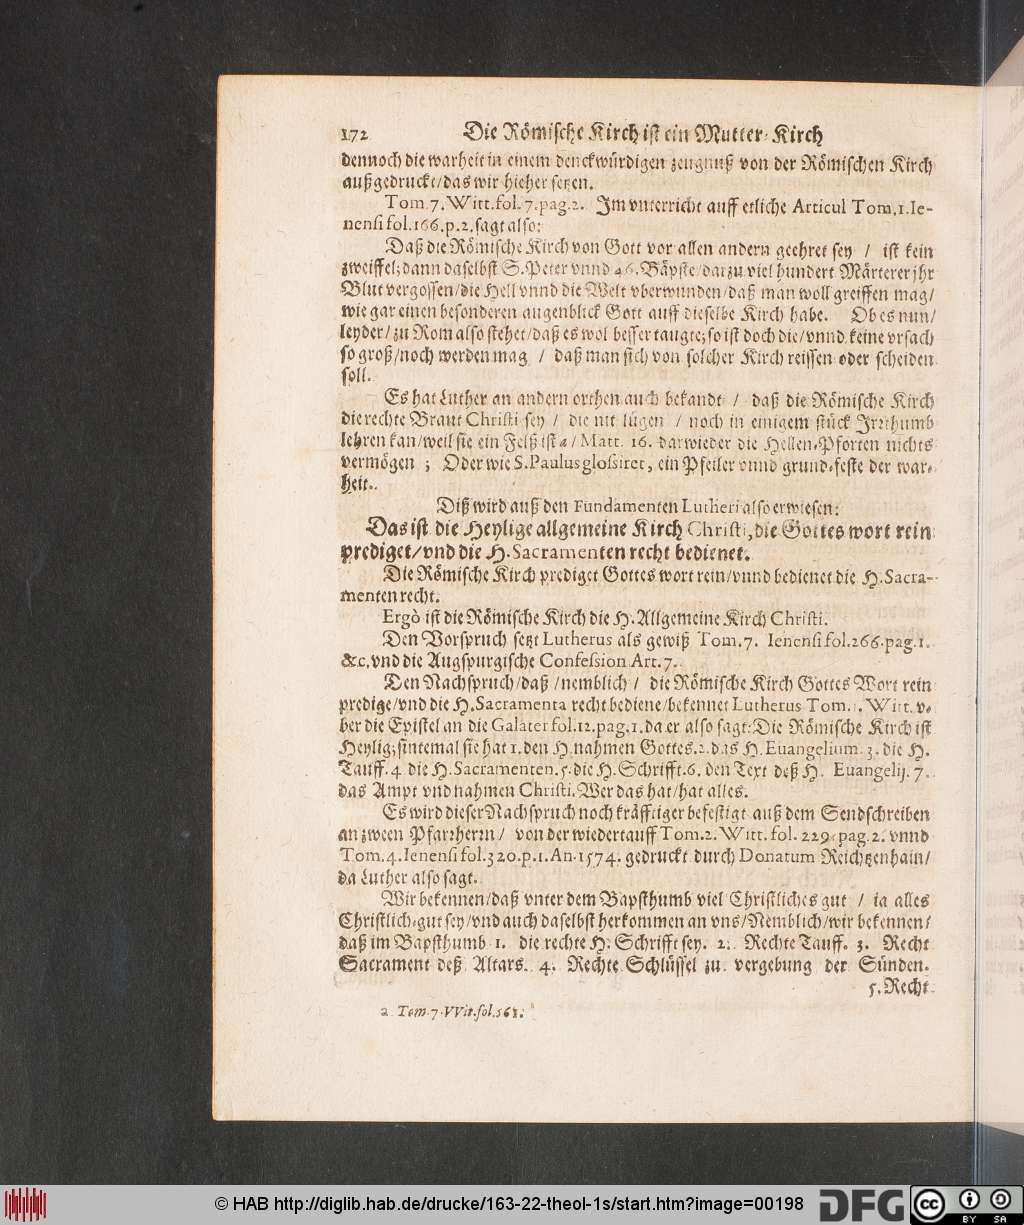 172 Die Römische Kirch ist ein Mutter-Kirch
dennoch die warheit in einem denckwürdigen zeugnuß von der Römischen Kirch
außgedruckt/das wir hieher setzen.
Tom.7.Witt.fol.7.pag.2. Im vnterricht auff etliche Articul Tom.1.Ie-
nensi fol.166.p.2.sagt also:
Daß die Römische Kirch von Gott vor allen andern geehret sey / ist kein
zweiffel; dann daselbst S.Peter vnnd 46.Bäpste/darzu viel hundert Märterer jhr
Blut vergossen/die Hell vnnd die Welt vberwunden/daß man woll greiffen mag/
wie gar einen besonderen augenblick Gott auff dieselbe Kirch habe. Ob es nun/
leyder/zu Rom also stehet/daß es wol besser taugte; so ist doch die/vnnd keine vrsach
so groß/noch werden mag / daß man sich von solcher Kirch reissen oder scheiden
soll.
Es hat Luther an andern orthen auch bekandt / daß die Römische Kirch
die rechte Braut Christi sey / die nit lügen / noch in einigem stück Irrthumb
lehren kan/weil sie ein Felß ist a/Matt. 16. darwieder die Hellen-Pforten nichts
vermögen ; Oder wie S.Paulus glossiret, ein Pfeiler vnnd grund-feste der war-
heit.
Diß wird auß den Fundamenten Lutheri also erwiesen:
Das ist die Heylige allgemeine Kirch Christi, die Gottes wort rein
prediget/vnd die H.Sacramenten recht bedienet.
Die Römische Kirch prediget Gottes wort rein/vnnd bedienet die H.Sacra-
menten recht.
Ergò ist die Römische Kirch die H.Allgemeine Kirch Christi.
Den Vorspruch setzt Lutherus als gewiß Tom.7. Ienensi fol.266.pag.1.
&c.vnd die Augspurgische Confession Art.7.
Den Nachspruch/daß/nemblich/ die Römische Kirch Gottes Wort rein
predige/vnd die H.Sacramenta recht bediene/bekennet Lutherus Tom.1. Witt. v-
ber die Epistel an die Galater fol.12.pag.1.da er also sagt: Die Römische Kirch ist
Heylig; sintemal sie hat 1.den H.nahmen Gottes.2.das H.Euangelium.3. die H.
Tauff.4 die H.Sacramenten.5.die H.Schrifft.6. den Text deß H. Euangelij. 7.
das Ampt vnd nahmen Christi.Wer das hat/hat alles.
Es wird dieser Nachspruch noch kräfftiger befestigt auß dem Sendschreiben
an zween Pfarrherrn/ von der wiedertauff Tom.2.Witt. fol. 229.pag.2. vnnd
Tom.4.Ienensi fol.320.p.1.An.1574. gedruckt durch Donatum Reichtzenhain/
da Luther also sagt.
Wir bekennen/daß vnter dem Bapsthumb viel Christliches gut / ia alles
Christlich-gut sey/vnd auch daselbst herkommen an vns/Nemblich/wir bekennen/
daß im Bapsthumb 1. die rechte H. Schrifft sey. 2. Rechte Tauff. 3. Recht
Sacrament deß Altars. 4. Rechte Schlüssel zu vergebung der Sünden.
5. Recht
a Tom.7.VVit.fol.561.
© HAB http://diglib.hab.de/drucke/163-22-theol-1s/start.htm?image=00198 DFG cc BY SA